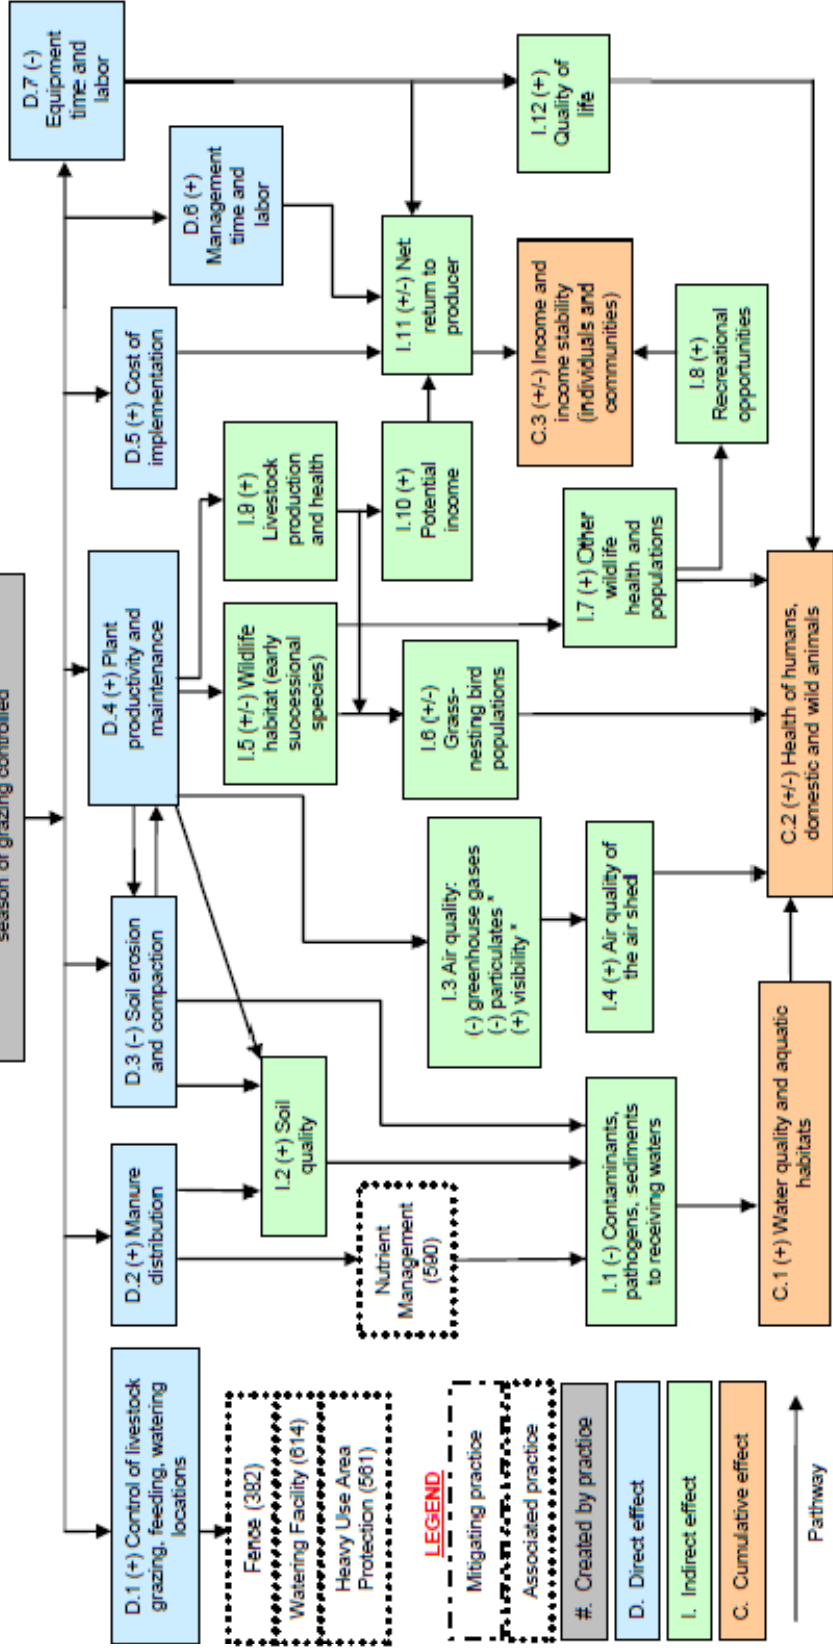 season of grazing controlled
D.1 (+) Control of livestock
grazing, feeding, watering
locations
D.2 (+) Manure
distribution
D.3 (-) Soil erosion
and compaction
D.4 (+) Plant
productivity and
maintenance
D.5 (+) Cost of
implementation
D.6 (+)
Management
time and
labor
D.7 (-)
Equipment
time and
labor
Fence (382)
Watering Facility (614)
Heavy Use Area
Protection (561)
Nutrient
Management
(590)
I.2 (+) Soil
quality
I.5 (+/-) Wildlife
habitat (early
successional
species)
I.9 (+)
Livestock
production
and health
I.3 Air quality:
(-) greenhouse gases
(-) particulates *
(+) visibility *
I.6 (+/-)
Grass-
nesting bird
populations
I.10 (+)
Potential
income
I.11 (+/-) Net
return to
producer
I.12 (+)
Quality of
life
I.1 (-) Contaminants,
pathogens, sediments
to receiving waters
I.4 (+) Air quality of
the air shed
I.7 (+) Other
wildlife
health and
populations
I.8 (+)
Recreational
opportunities
C.3 (+/-) Income and
income stability
(individuals and
communities)
C.1 (+) Water quality and aquatic
habitats
C.2 (+/-) Health of humans,
domestic and wild animals
LEGEND
Mitigating practice
Associated practice
#. Created by practice
D. Direct effect
I. Indirect effect
C. Cumulative effect
Pathway